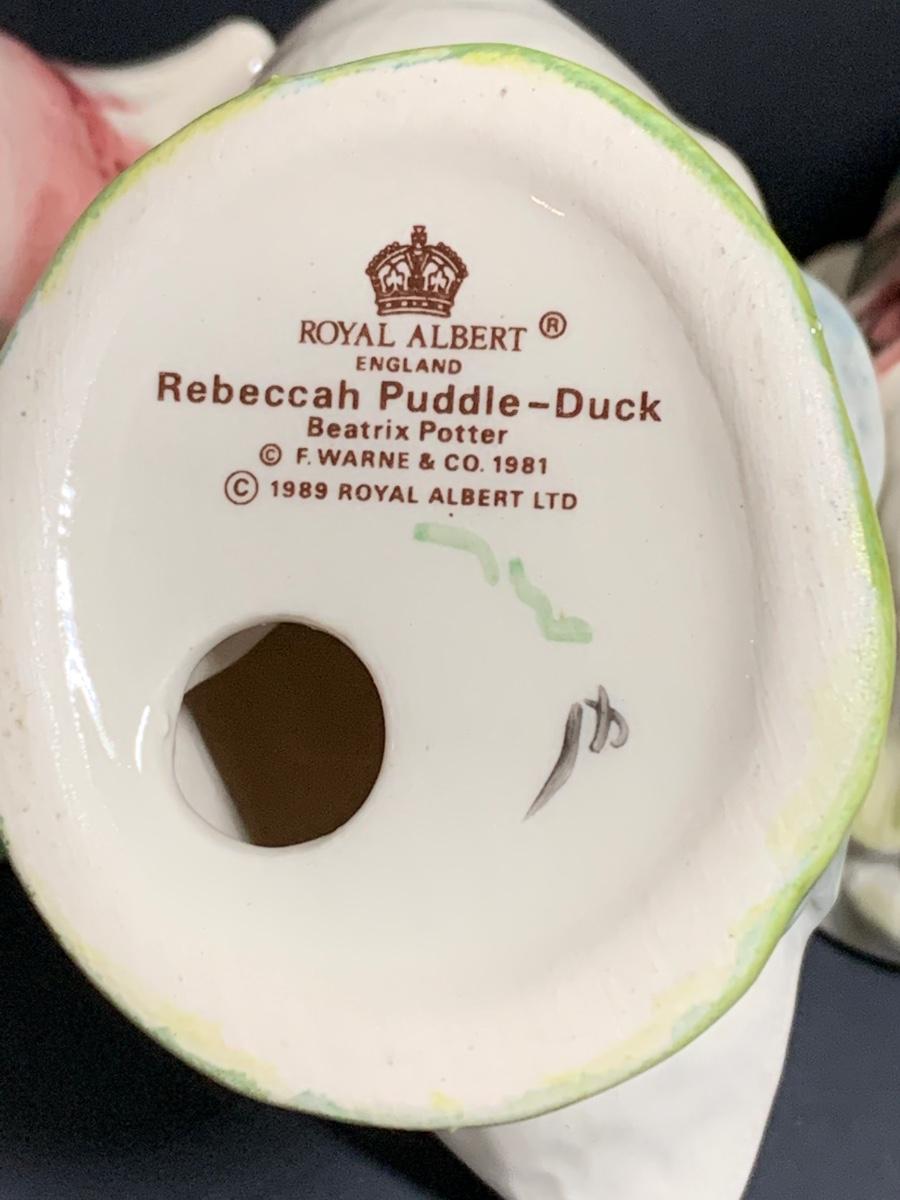 ROYAL ALBERT ®
ENGLAND
Rebeccah Puddle-Duck
Beatrix Potter
© F. WARNE & CO. 1981
© 1989 ROYAL ALBERT LTD